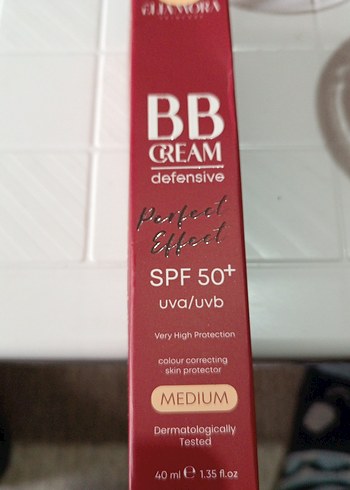 BB
CREAM
defensive
Perfect
Effect
SPF 50+
uva/uvb
Very High Protection
colour correcting
skin protector
MEDIUM
Dermatologically
Tested
40 ml ℮ 1.35 fl.oz